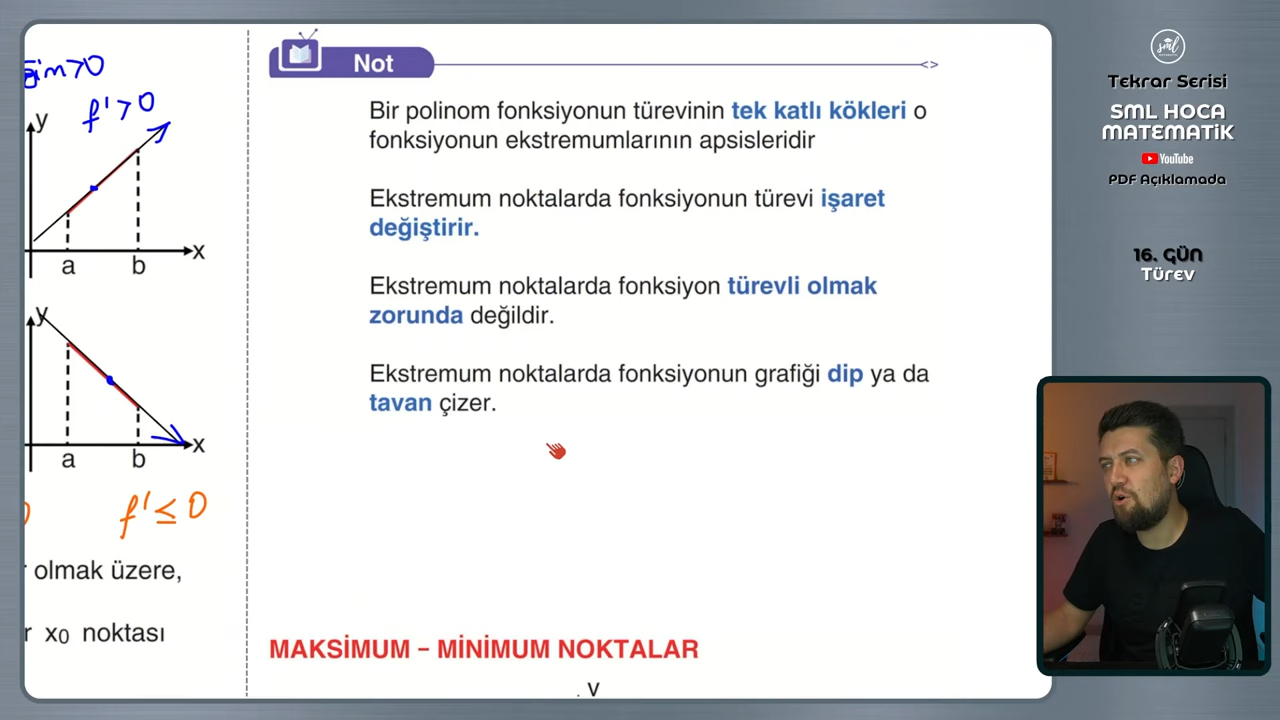 ğim>0
f'>0
y
a
b
x
y
a
b
x
f'≤0
olmak üzere,
x0 noktası
Not
<>
Bir polinom fonksiyonun türevinin tek katlı kökleri o
fonksiyonun ekstremumlarının apsisleridir
Ekstremum noktalarda fonksiyonun türevi işaret
değiştirir.
Ekstremum noktalarda fonksiyon türevli olmak
zorunda değildir.
Ekstremum noktalarda fonksiyonun grafiği dip ya da
tavan çizer.
MAKSİMUM – MİNİMUM NOKTALAR
y
sml
Tekrar Serisi
SML HOCA
MATEMATİK
YouTube
PDF Açıklamada
16. GÜN
Türev